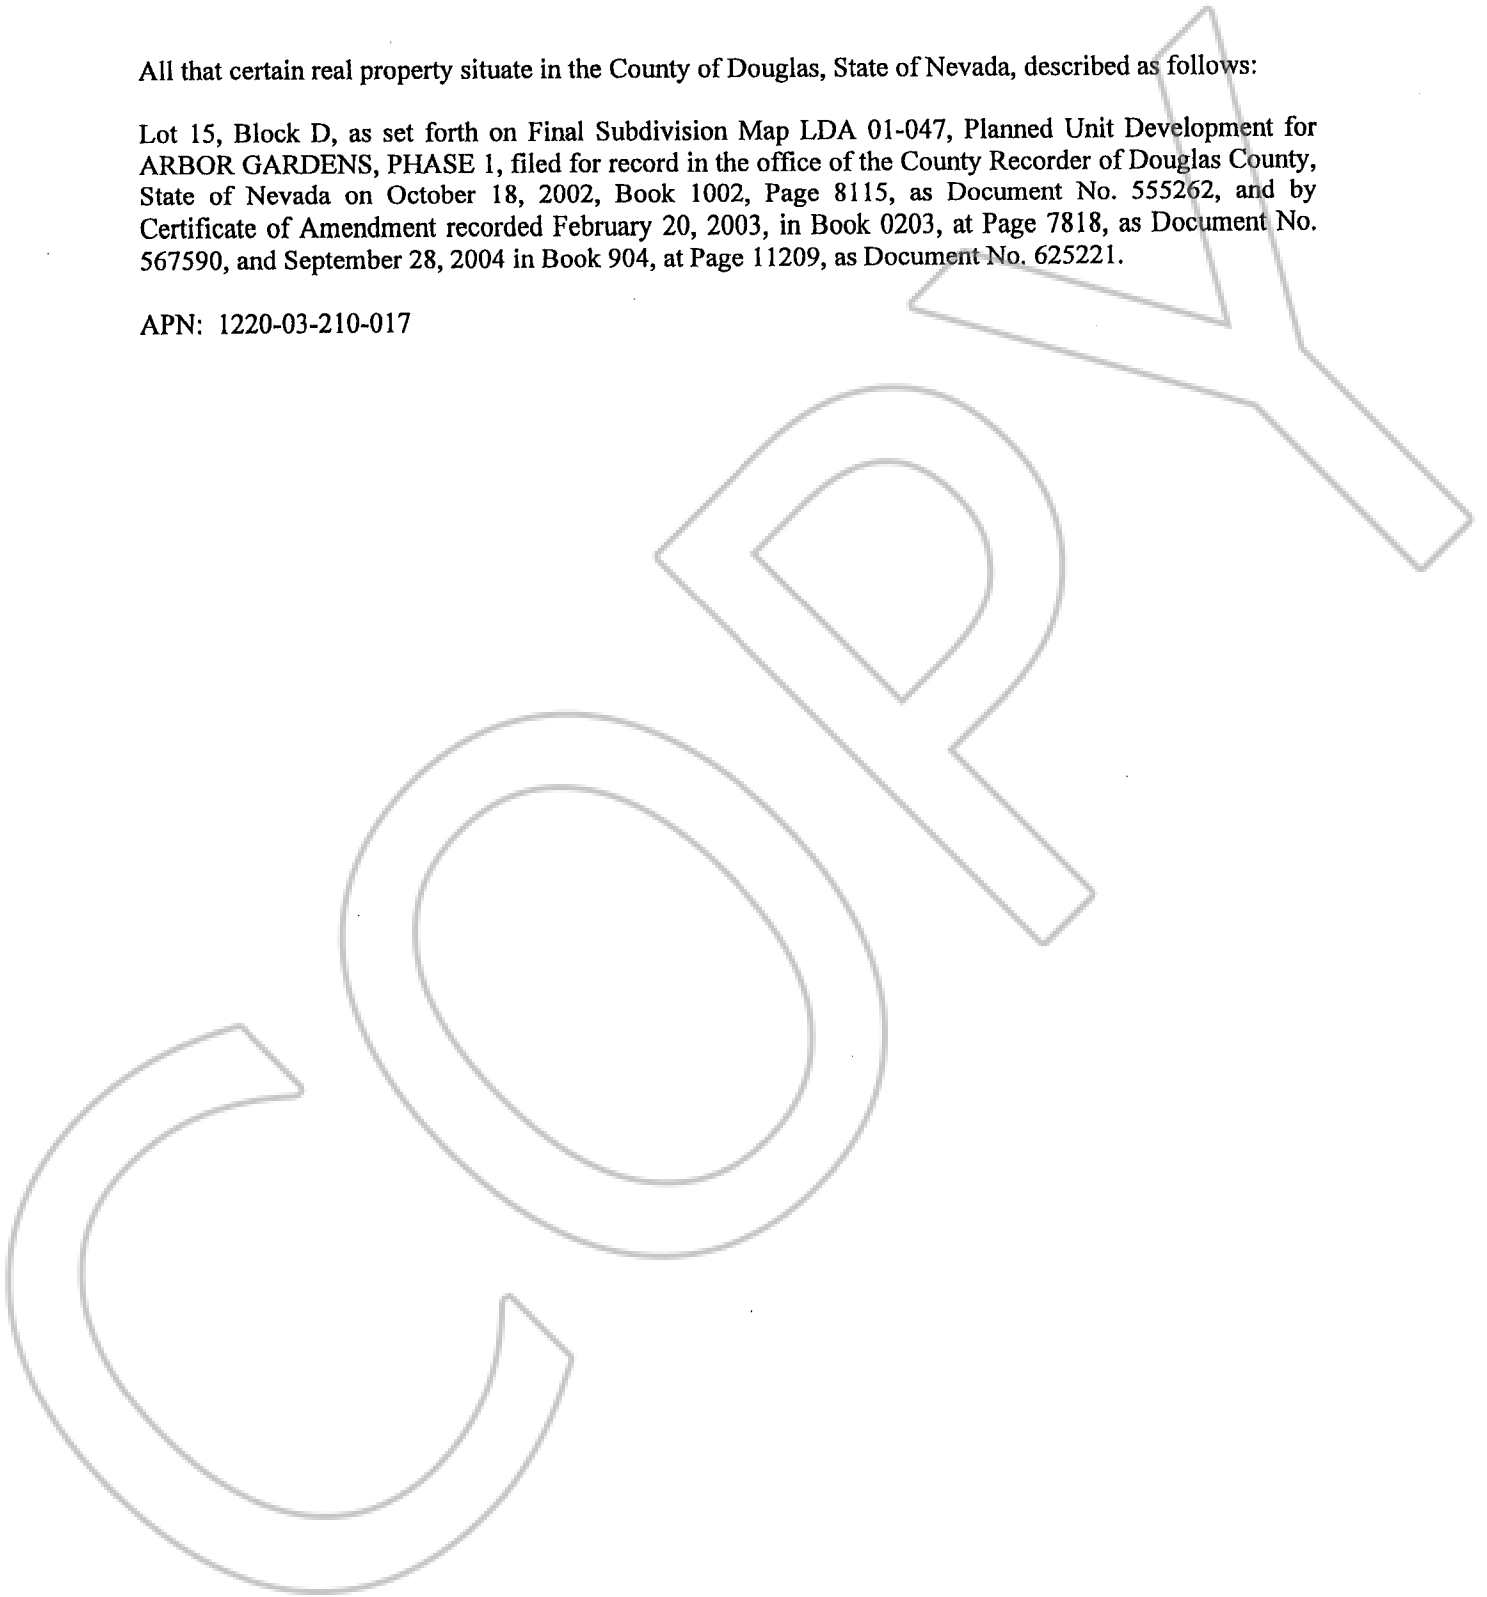 All that certain real property situate in the County of Douglas, State of Nevada, described as follows:
Lot 15, Block D, as set forth on Final Subdivision Map LDA 01-047, Planned Unit Development for
ARBOR GARDENS, PHASE 1, filed for record in the office of the County Recorder of Douglas County,
State of Nevada on October 18, 2002, Book 1002, Page 8115, as Document No. 555262, and by
Certificate of Amendment recorded February 20, 2003, in Book 0203, at Page 7818, as Document No.
567590, and September 28, 2004 in Book 904, at Page 11209, as Document No. 625221.
APN: 1220-03-210-017
COPY